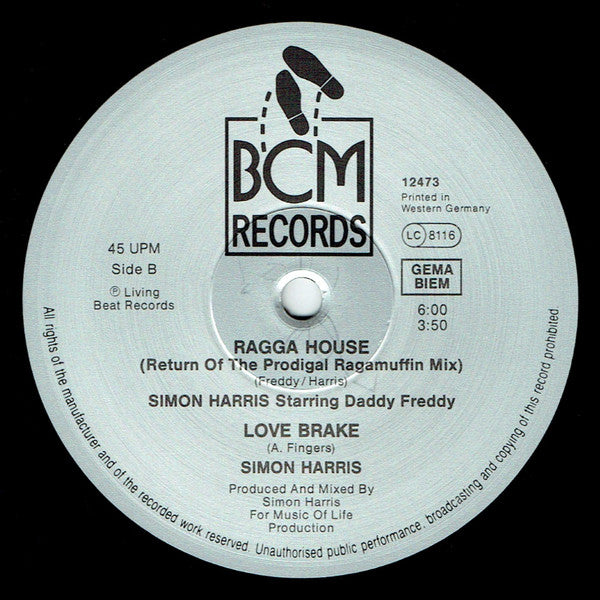 BCM
RECORDS
12473
Printed in
Western Germany
LC 8116
GEMA
BIEM
6:00
3:50
45 UPM
Side B
Ⓟ Living
Beat Records
RAGGA HOUSE
(Return Of The Prodigal Ragamuffin Mix)
(Freddy/Harris)
SIMON HARRIS Starring Daddy Freddy
LOVE BRAKE
(A. Fingers)
SIMON HARRIS
Produced And Mixed By
Simon Harris
For Music Of Life
Production
All rights of the manufacturer and of the owner of the recorded work reserved. Unauthorised public performance, broadcasting and copying of this record prohibited